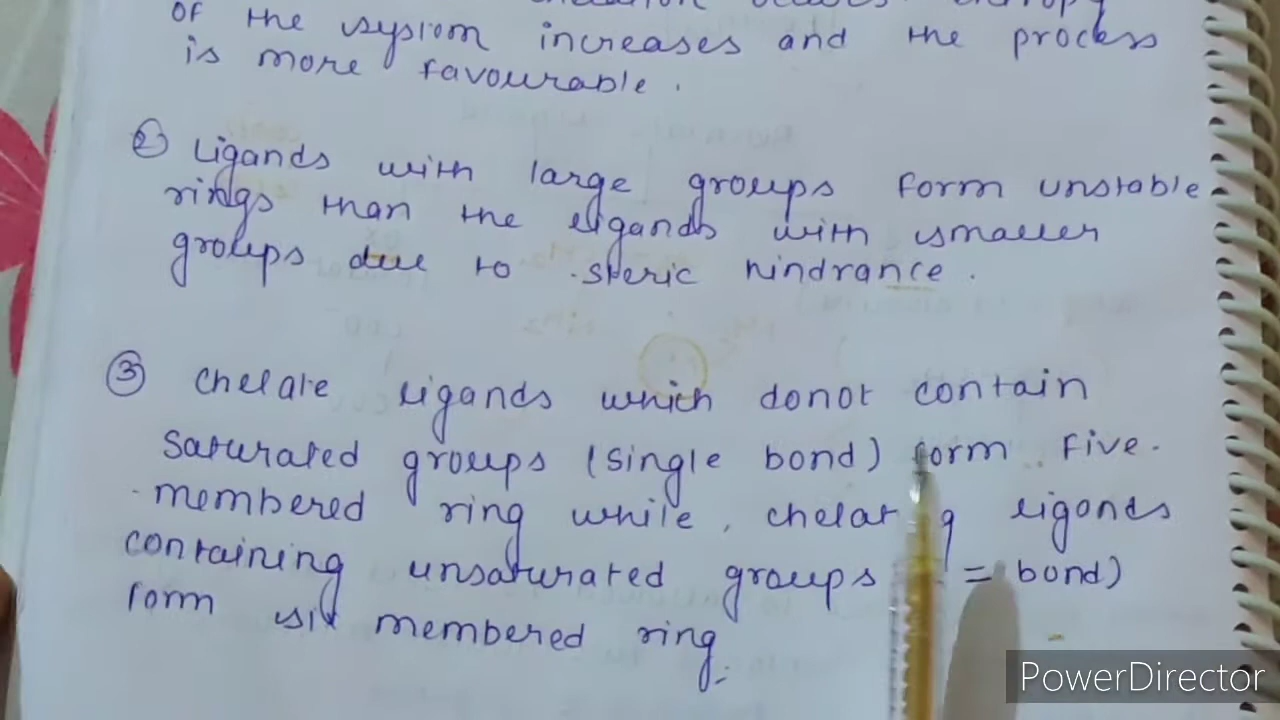 of the system increases and the process
is more favourable.
② Ligands with large groups form unstable
rings than the ligands with smaller
groups due to steric hindrance.
③ Chelate ligands which donot contain
saturated groups (single bond) form five
membered ring while, chelat g ligands
containing unsaturated groups = bond)
form six membered ring.
PowerDirector